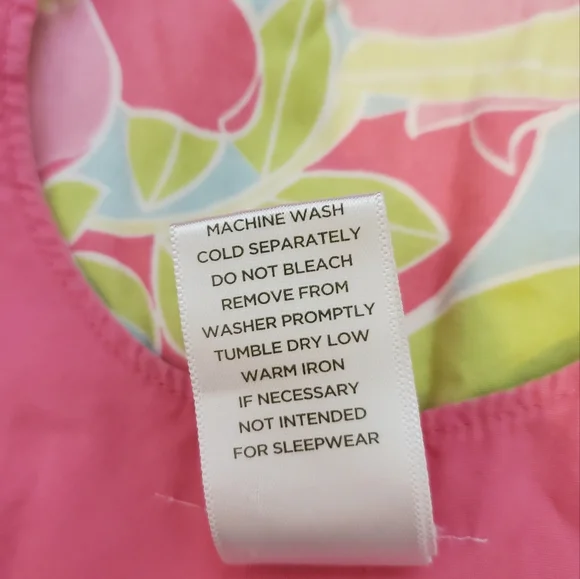 MACHINE WASH
COLD SEPARATELY
DO NOT BLEACH
REMOVE FROM
WASHER PROMPTLY
TUMBLE DRY LOW
WARM IRON
IF NECESSARY
NOT INTENDED
FOR SLEEPWEAR